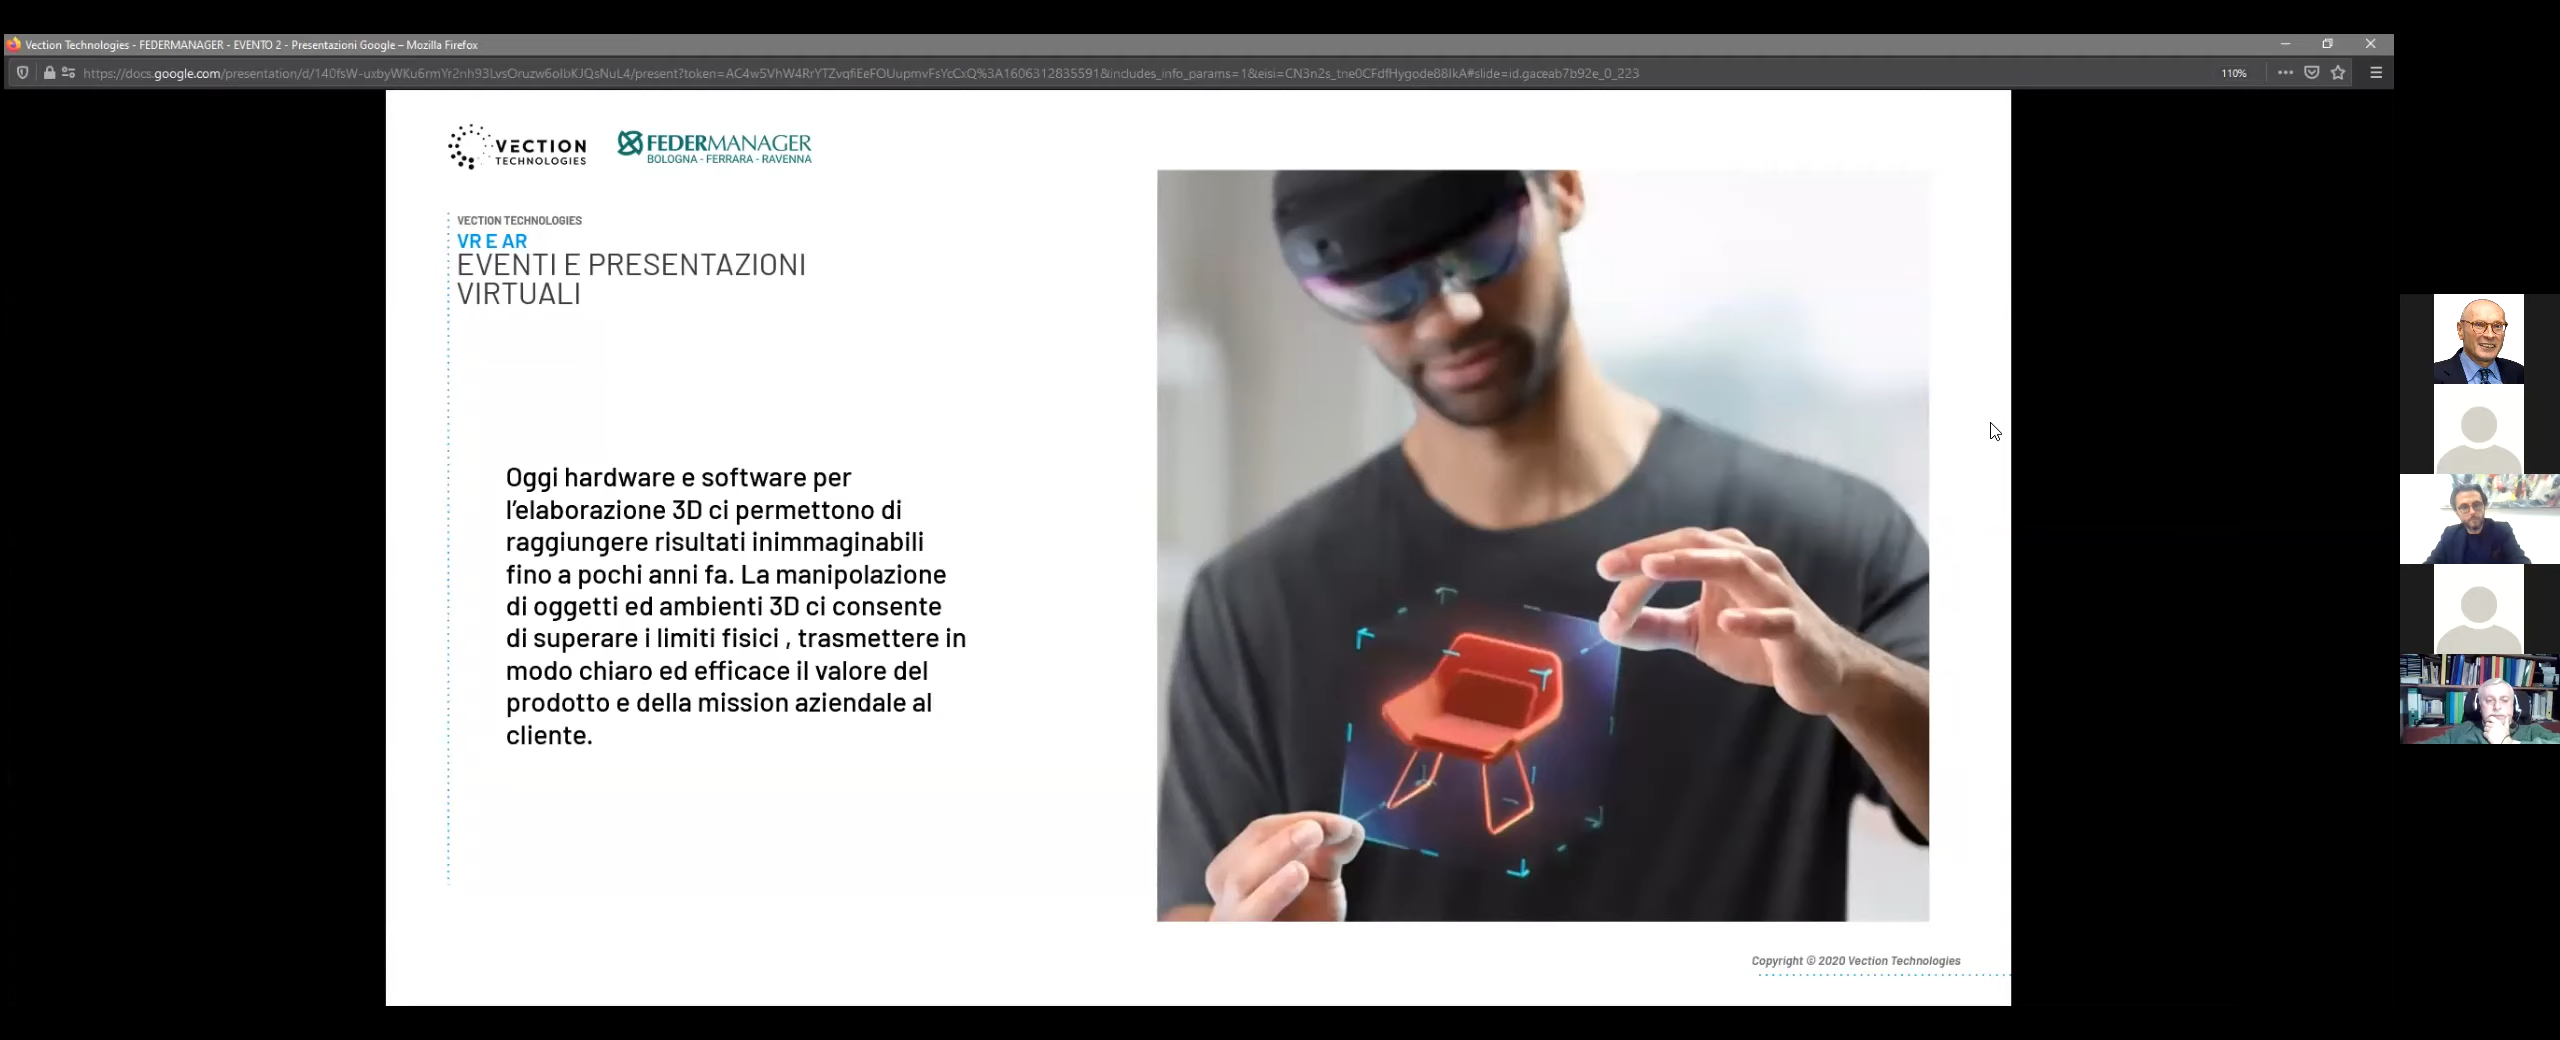 Vection Technologies - FEDERMANAGER - EVENTO 2 - Presentazioni Google – Mozilla Firefox
110%
VECTION
TECHNOLOGIES
FEDERMANAGER
BOLOGNA - FERRARA - RAVENNA
VECTION TECHNOLOGIES
VR E AR
EVENTI E PRESENTAZIONI
VIRTUALI
Oggi hardware e software per
l’elaborazione 3D ci permettono di
raggiungere risultati inimmaginabili
fino a pochi anni fa. La manipolazione
di oggetti ed ambienti 3D ci consente
di superare i limiti fisici , trasmettere in
modo chiaro ed efficace il valore del
prodotto e della mission aziendale al
cliente.
Copyright © 2020 Vection Technologies